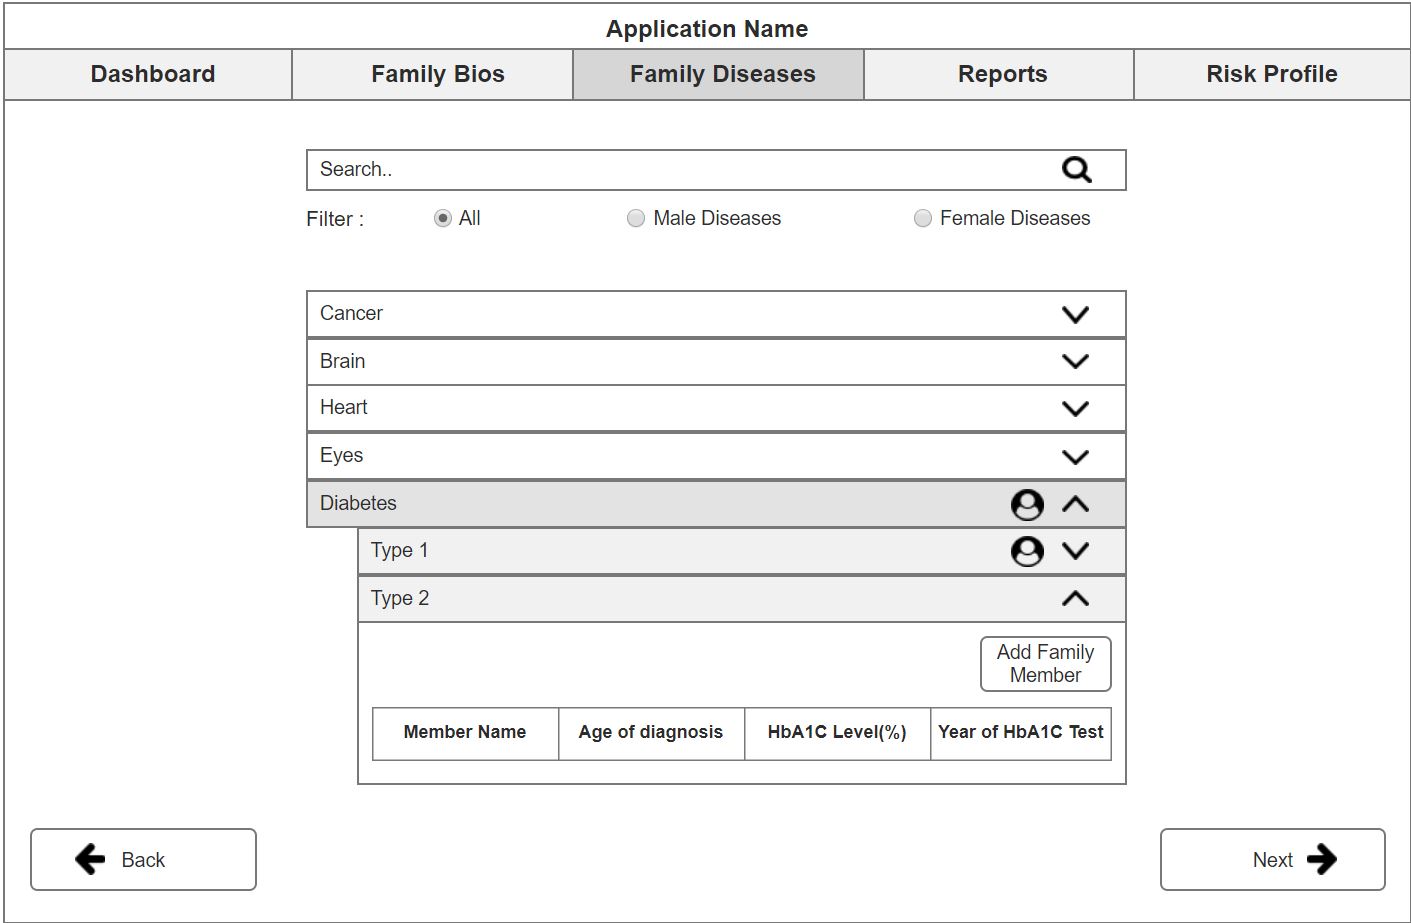 Application Name
Dashboard Family Bios Family Diseases Reports Risk Profile
Search..
Filter : All Male Diseases Female Diseases
Cancer
Brain
Heart
Eyes
Diabetes
Type 1
Type 2
Add Family
Member
Member Name Age of diagnosis HbA1C Level(%) Year of HbA1C Test
Back Next